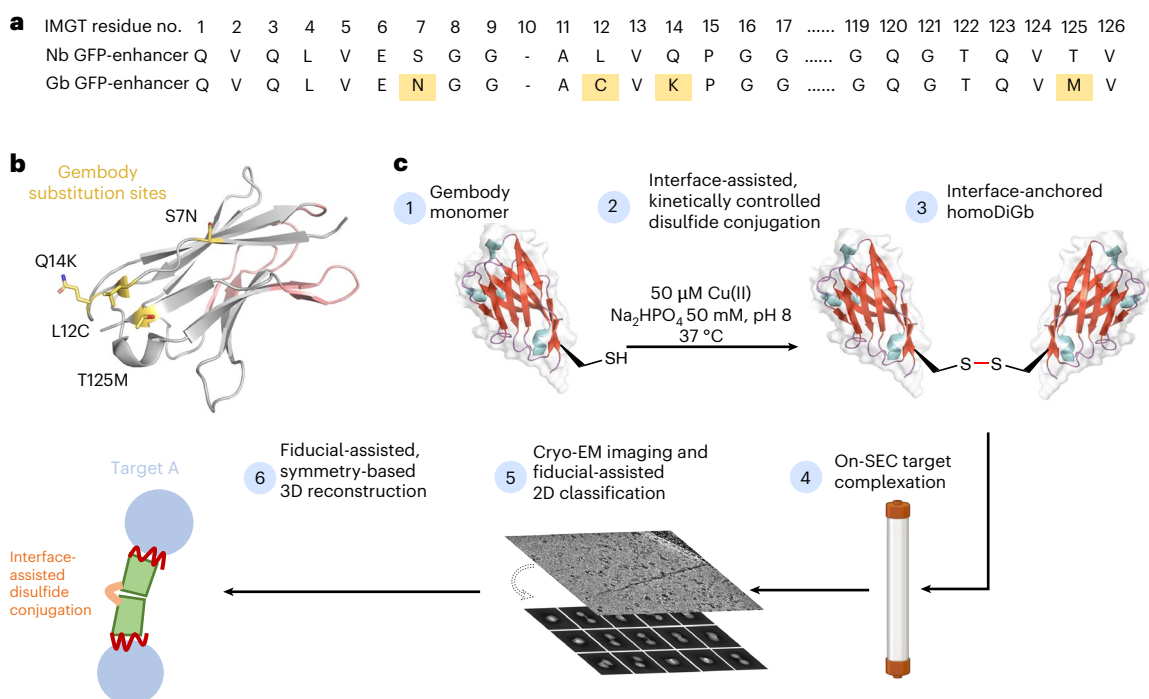 a IMGT residue no. 1 2 3 4 5 6 7 8 9 10 11 12 13 14 15 16 17 ...... 119 120 121 122 123 124 125 126
Nb GFP-enhancer Q V Q L V E S G G - A L V Q P G G ...... G Q G T Q V T V
Gb GFP-enhancer Q V Q L V E N G G - A C V K P G G ...... G Q G T Q V M V
b
Gembody
substitution sites
S7N
Q14K
L12C
T125M
c
1 Gembody
monomer
2 Interface-assisted,
kinetically controlled
disulfide conjugation
3 Interface-anchored
homoDiGb
50 μM Cu(II)
Na2HPO4 50 mM, pH 8
37 °C
SH
S S
4 On-SEC target
complexation
5 Cryo-EM imaging and
fiducial-assisted
2D classification
6 Fiducial-assisted,
symmetry-based
3D reconstruction
Target A
Interface-
assisted
disulfide
conjugation